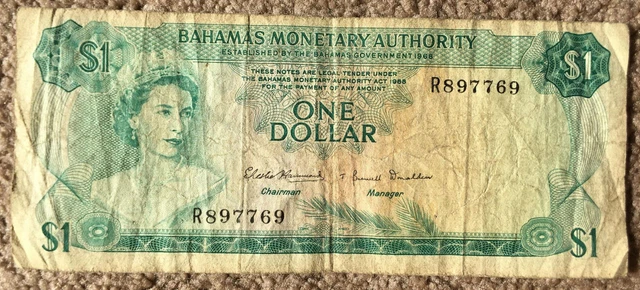 BAHAMAS MONETARY AUTHORITY
$1
$1
ESTABLISHED BY THE BAHAMAS GOVERNMENT 1968
THESE NOTES ARE LEGAL TENDER UNDER
THE BAHAMAS MONETARY AUTHORITY ACT 1968
FOR THE PAYMENT OF ANY AMOUNT
R897769
ONE
DOLLAR
Donaldson
Chairman Manager
R897769
$1
$1